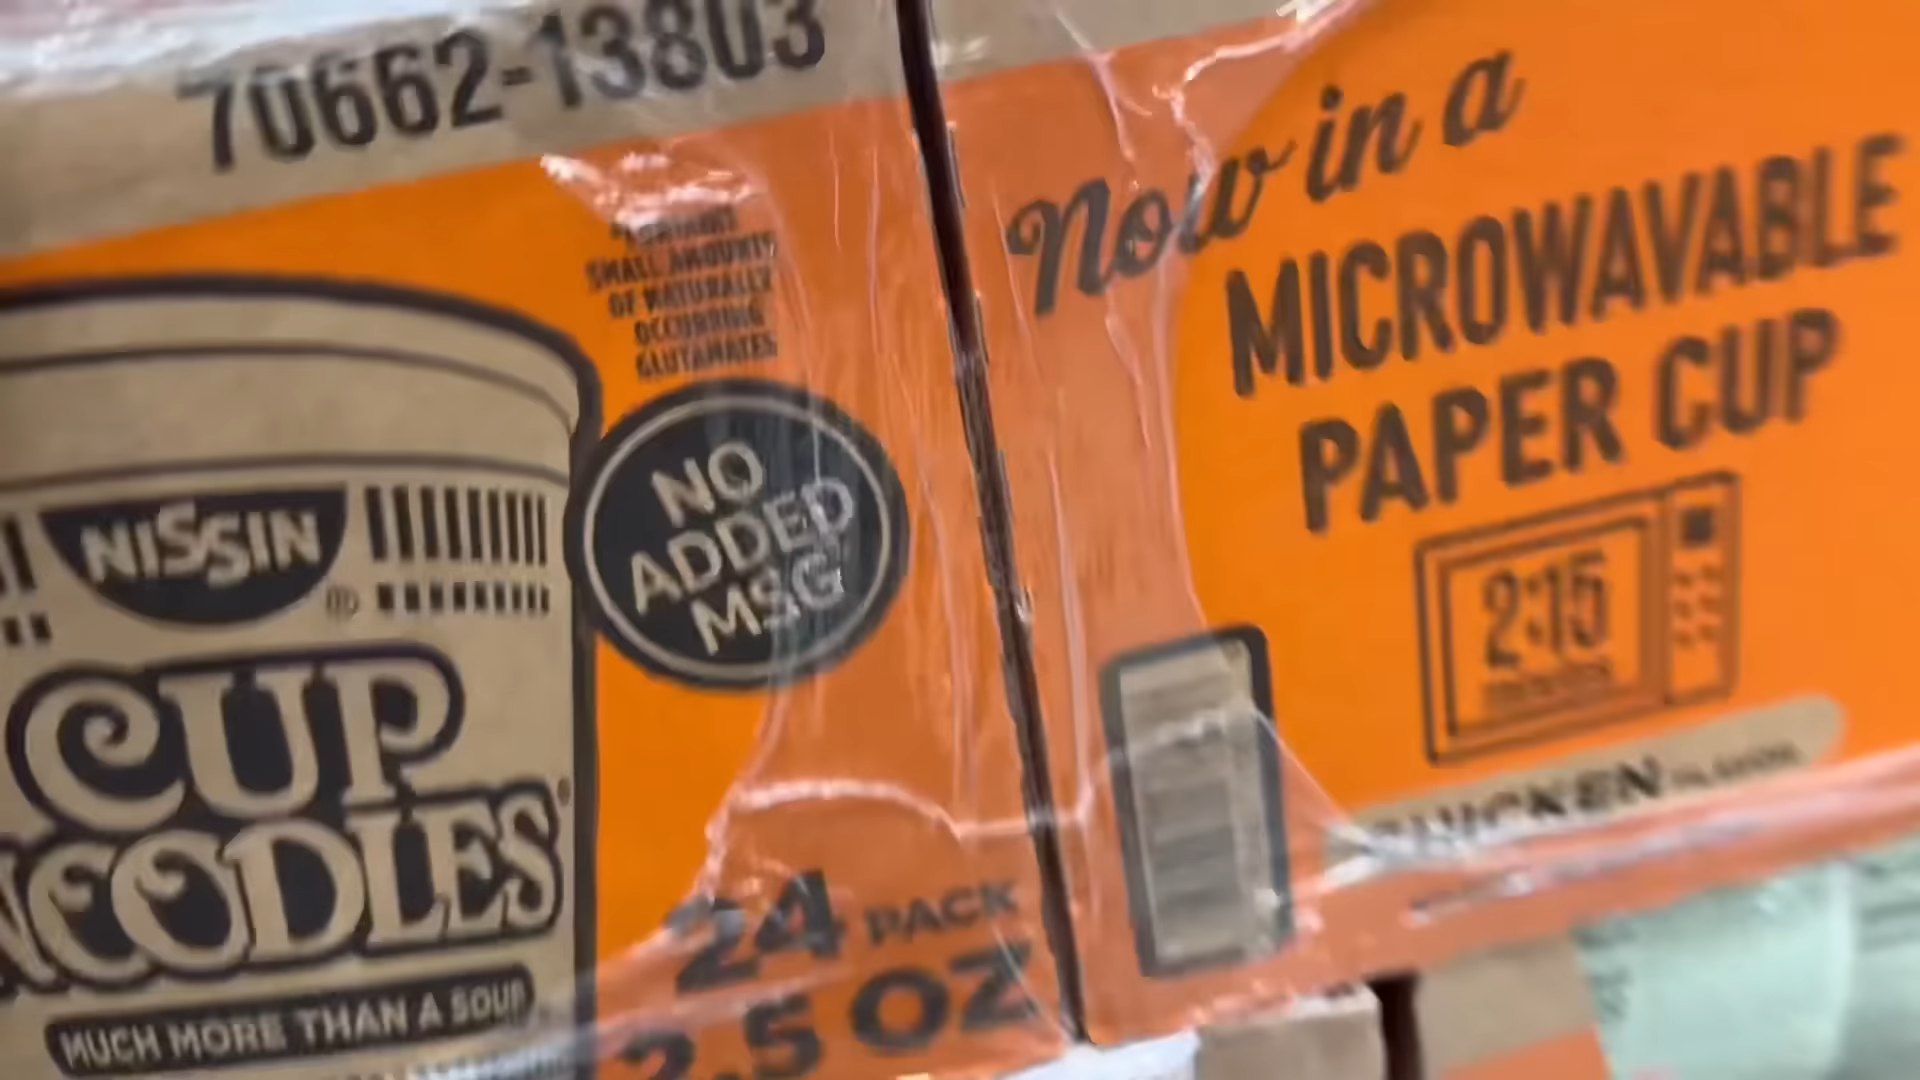 70662-13803
SMALL AMOUNTS
OF NATURALLY
OCCURRING
GLUTAMATES
NO
ADDED
MSG
NISSIN
®
CUP
NOODLES
MUCH MORE THAN A SOUP
24 PACK
2.5 OZ
Now in a
MICROWAVABLE
PAPER CUP
2:15
CHICKEN